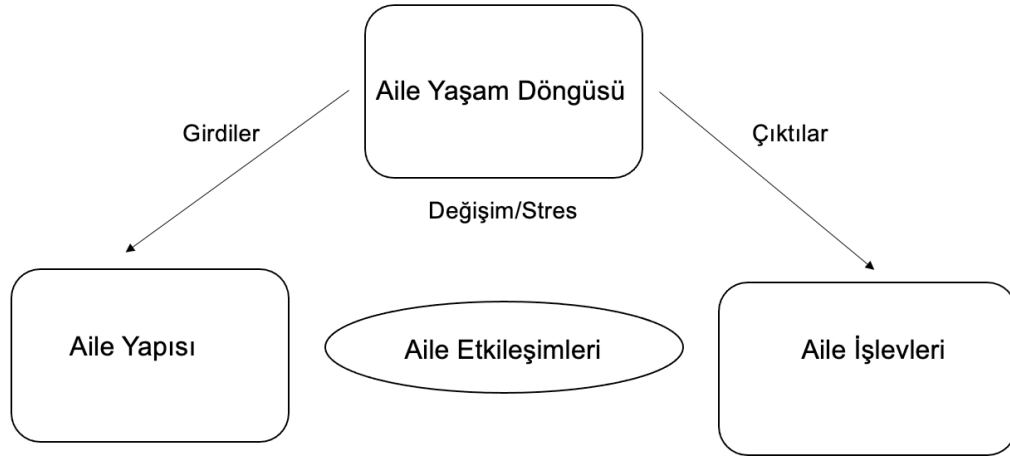 Aile Yaşam Döngüsü
Girdiler
Çıktılar
Değişim/Stres
Aile Yapısı
Aile Etkileşimleri
Aile İşlevleri